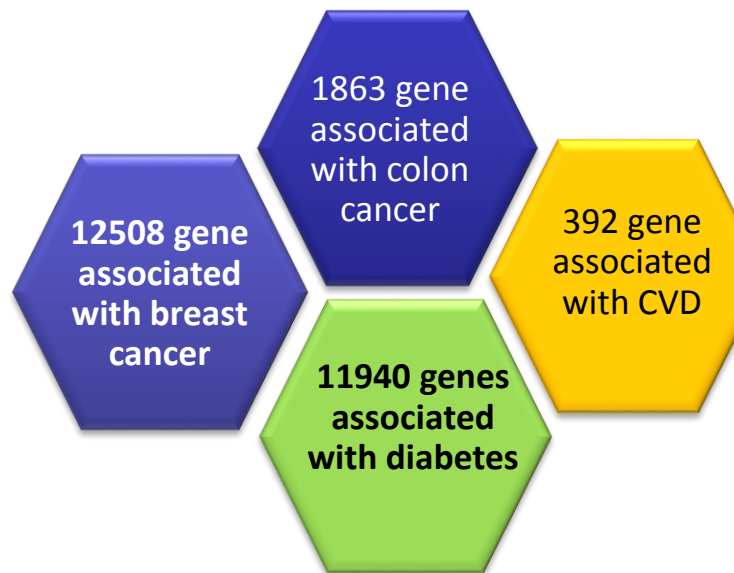 1863 gene
associated
with colon
cancer
12508 gene
associated
with breast
cancer
392 gene
associated
with CVD
11940 genes
associated
with diabetes